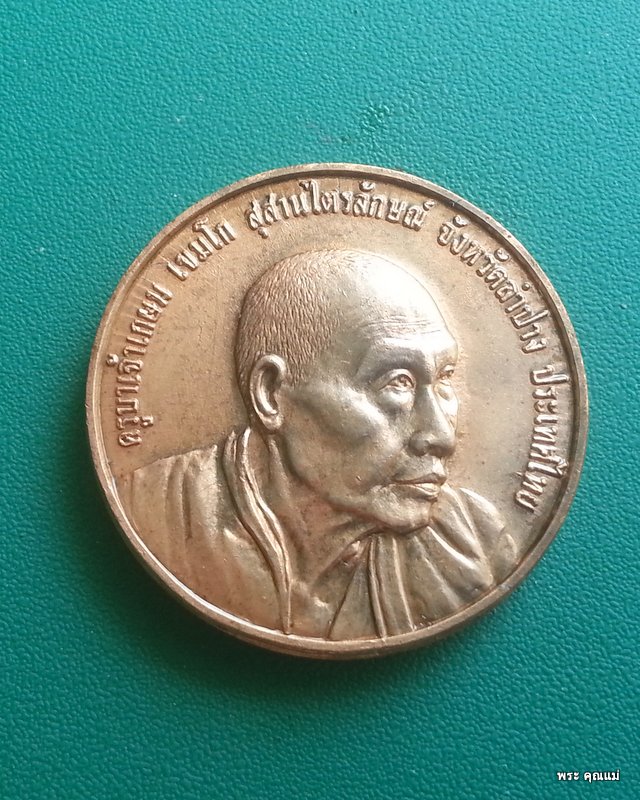 ครูบาเจ้าเกษม เขมโก สุสานไตรลักษณ์ จังหวัดลำปาง ประเทศไทย
พระ คุณแม่